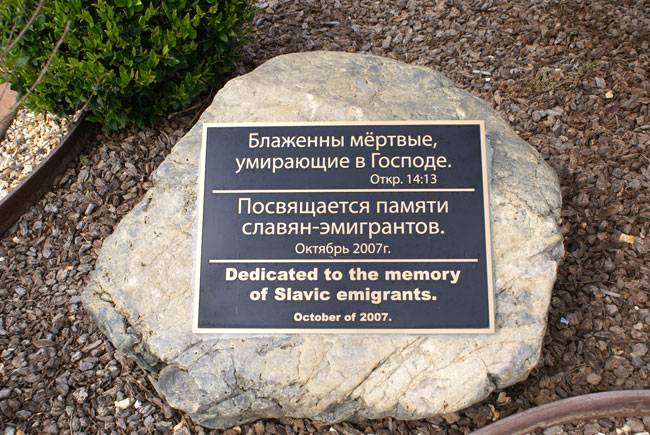 Блаженны мёртвые,
умирающие в Господе.
Откр. 14:13
Посвящается памяти
славян-эмигрантов.
Октябрь 2007г.
Dedicated to the memory
of Slavic emigrants.
October of 2007.